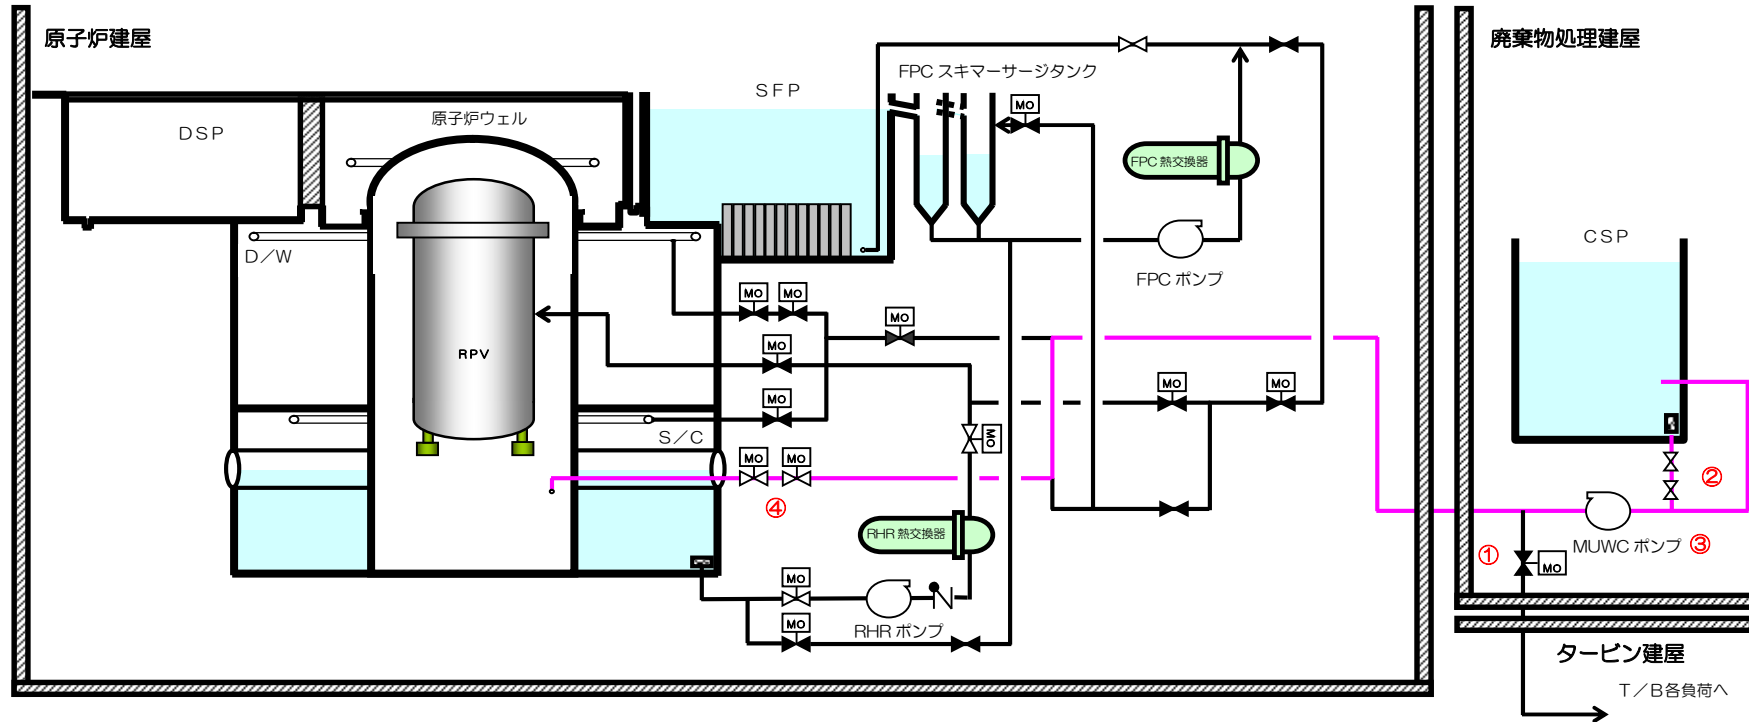 原子炉建屋
廃棄物処理建屋
FPC スキマーサージタンク
SFP
MO
原子炉ウェル
DSP
FPC 熱交換器
CSP
D／W
FPC ポンプ
MO
MO
MO
MO
RPV
MO
MO
MO
S／C
MO
MO
MO
②
④
RHR 熱交換器
MUWC ポンプ
③
①
MO
MO
MO
RHR ポンプ
タービン建屋
T／B各負荷へ